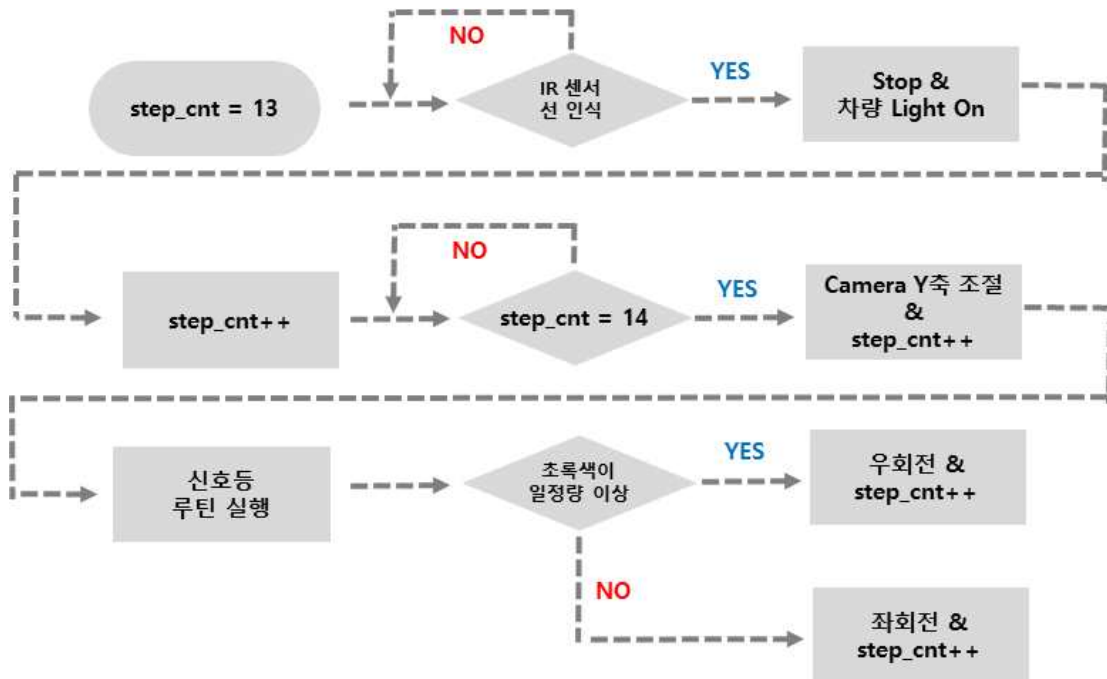 NO
step_cnt = 13
IR 센서
선 인식
YES
Stop &
차량 Light On
NO
step_cnt++
step_cnt = 14
YES
Camera Y축 조절
&
step_cnt++
신호등
루틴 실행
초록색이
일정량 이상
YES
우회전 &
step_cnt++
NO
좌회전 &
step_cnt++